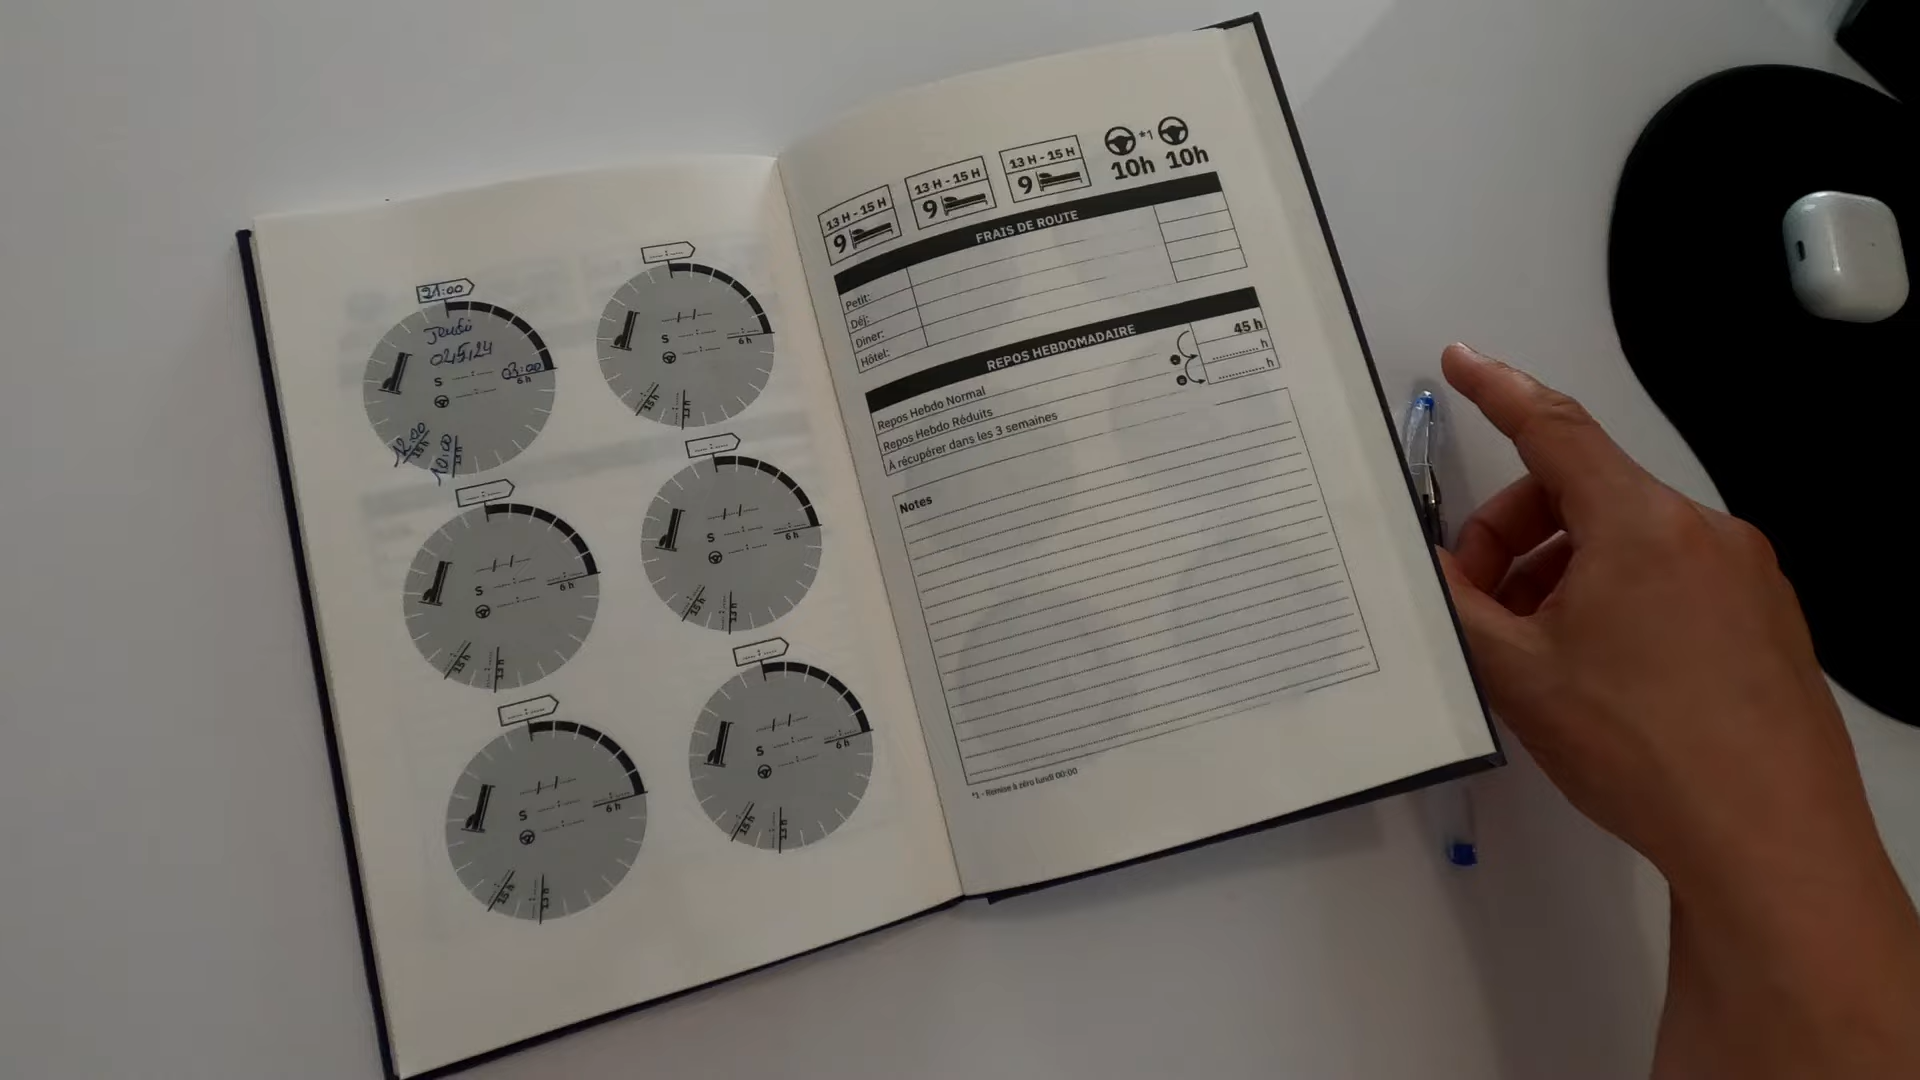 21:00
Jeudi
02/5/24
S
03:00
6 h
12:00
15 h
10:00
13 h
S
6 h
15 h
13 h
S
6 h
15 h
13 h
S
6 h
15 h
13 h
S
6 h
15 h
13 h
S
6 h
15 h
13 h
13 H - 15 H
9
13 H - 15 H
9
13 H - 15 H
9
*1
10h 10h
FRAIS DE ROUTE
Petit:
Déj:
Diner:
Hôtel:
REPOS HEBDOMADAIRE
Repos Hebdo Normal 45 h
Repos Hebdo Réduits ............. h
À récupérer dans les 3 semaines ............. h
Notes
*1 - Remise à zéro lundi 00:00